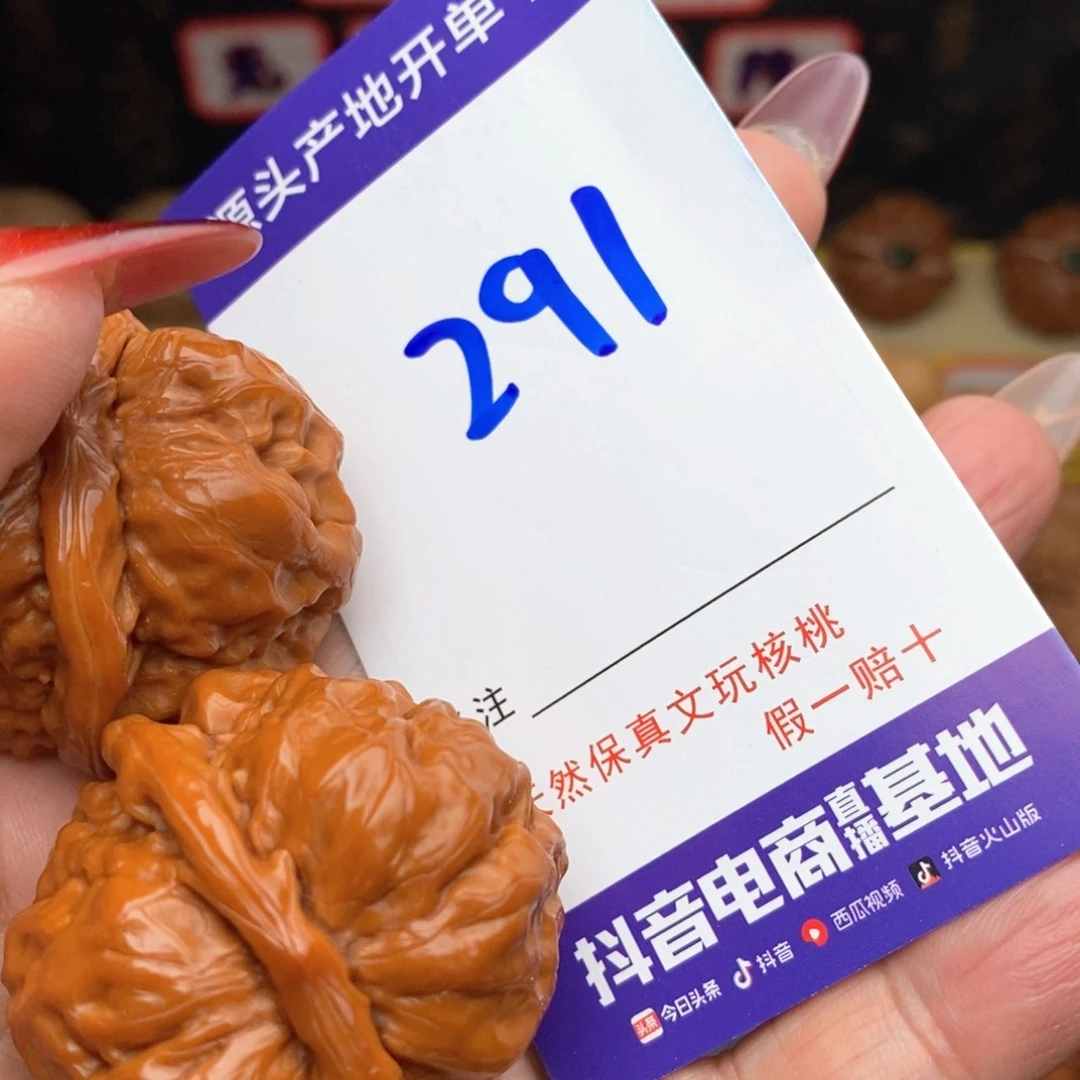 源头产地开单
291
注
天然保真文玩核桃
假一赔十
抖音电商直播基地
头条 今日头条 抖音 西瓜视频 抖音火山版